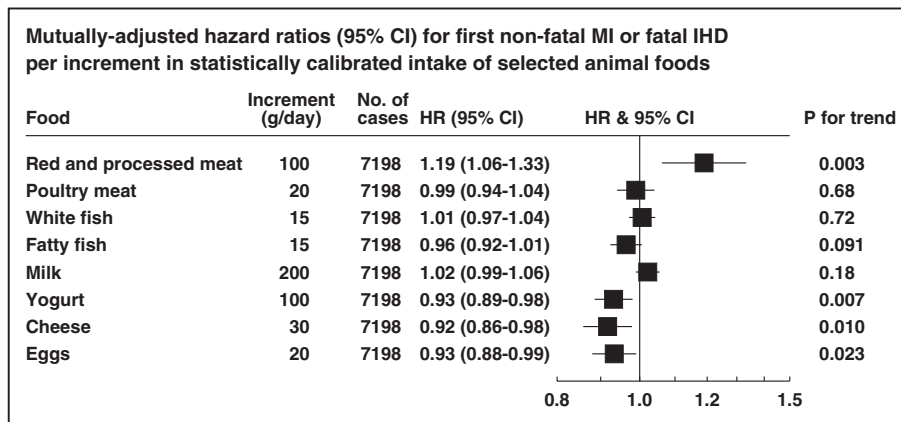 Mutually-adjusted hazard ratios (95% CI) for first non-fatal MI or fatal IHD
per increment in statistically calibrated intake of selected animal foods
Food Increment (g/day) No. of cases HR (95% CI) HR & 95% CI P for trend
Red and processed meat 100 7198 1.19 (1.06-1.33) 0.003
Poultry meat 20 7198 0.99 (0.94-1.04) 0.68
White fish 15 7198 1.01 (0.97-1.04) 0.72
Fatty fish 15 7198 0.96 (0.92-1.01) 0.091
Milk 200 7198 1.02 (0.99-1.06) 0.18
Yogurt 100 7198 0.93 (0.89-0.98) 0.007
Cheese 30 7198 0.92 (0.86-0.98) 0.010
Eggs 20 7198 0.93 (0.88-0.99) 0.023
0.8 1.0 1.2 1.5